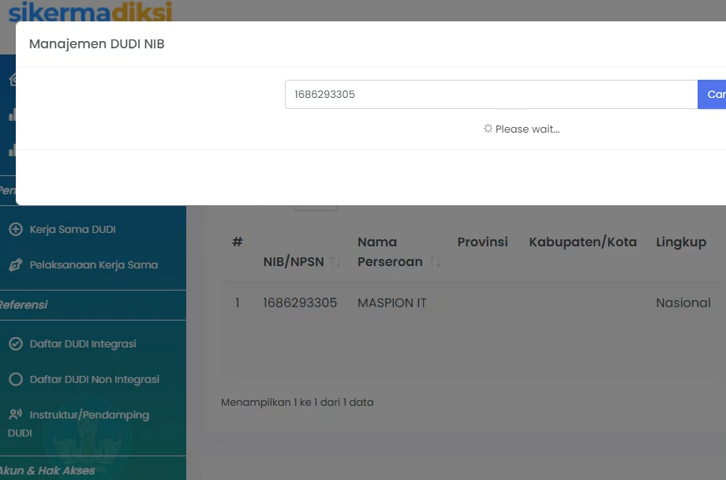 sikermadiksi
Manajemen DUDI NIB
1686293305
Car
Please wait...
Pen
Kerja Sama DUDI
Pelaksanaan Kerja Sama
Referensi
Daftar DUDI Integrasi
Daftar DUDI Non Integrasi
Instruktur/Pendamping
DUDI
Akun & Hak Akses
# NIB/NPSN Nama Perseroan Provinsi Kabupaten/Kota Lingkup
1 1686293305 MASPION IT Nasional
Menampilkan 1 ke 1 dari 1 data